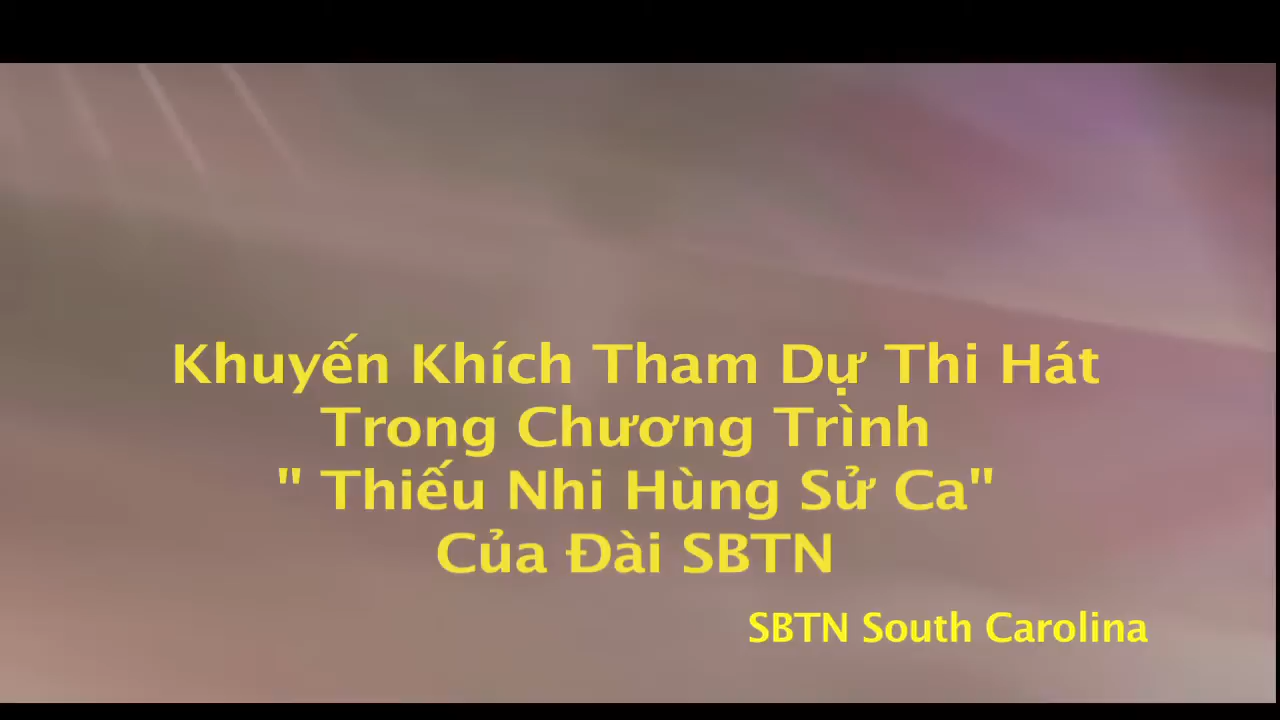 Khuyến Khích Tham Dự Thi Hát
Trong Chương Trình
" Thiếu Nhi Hùng Sử Ca"
Của Đài SBTN
SBTN South Carolina